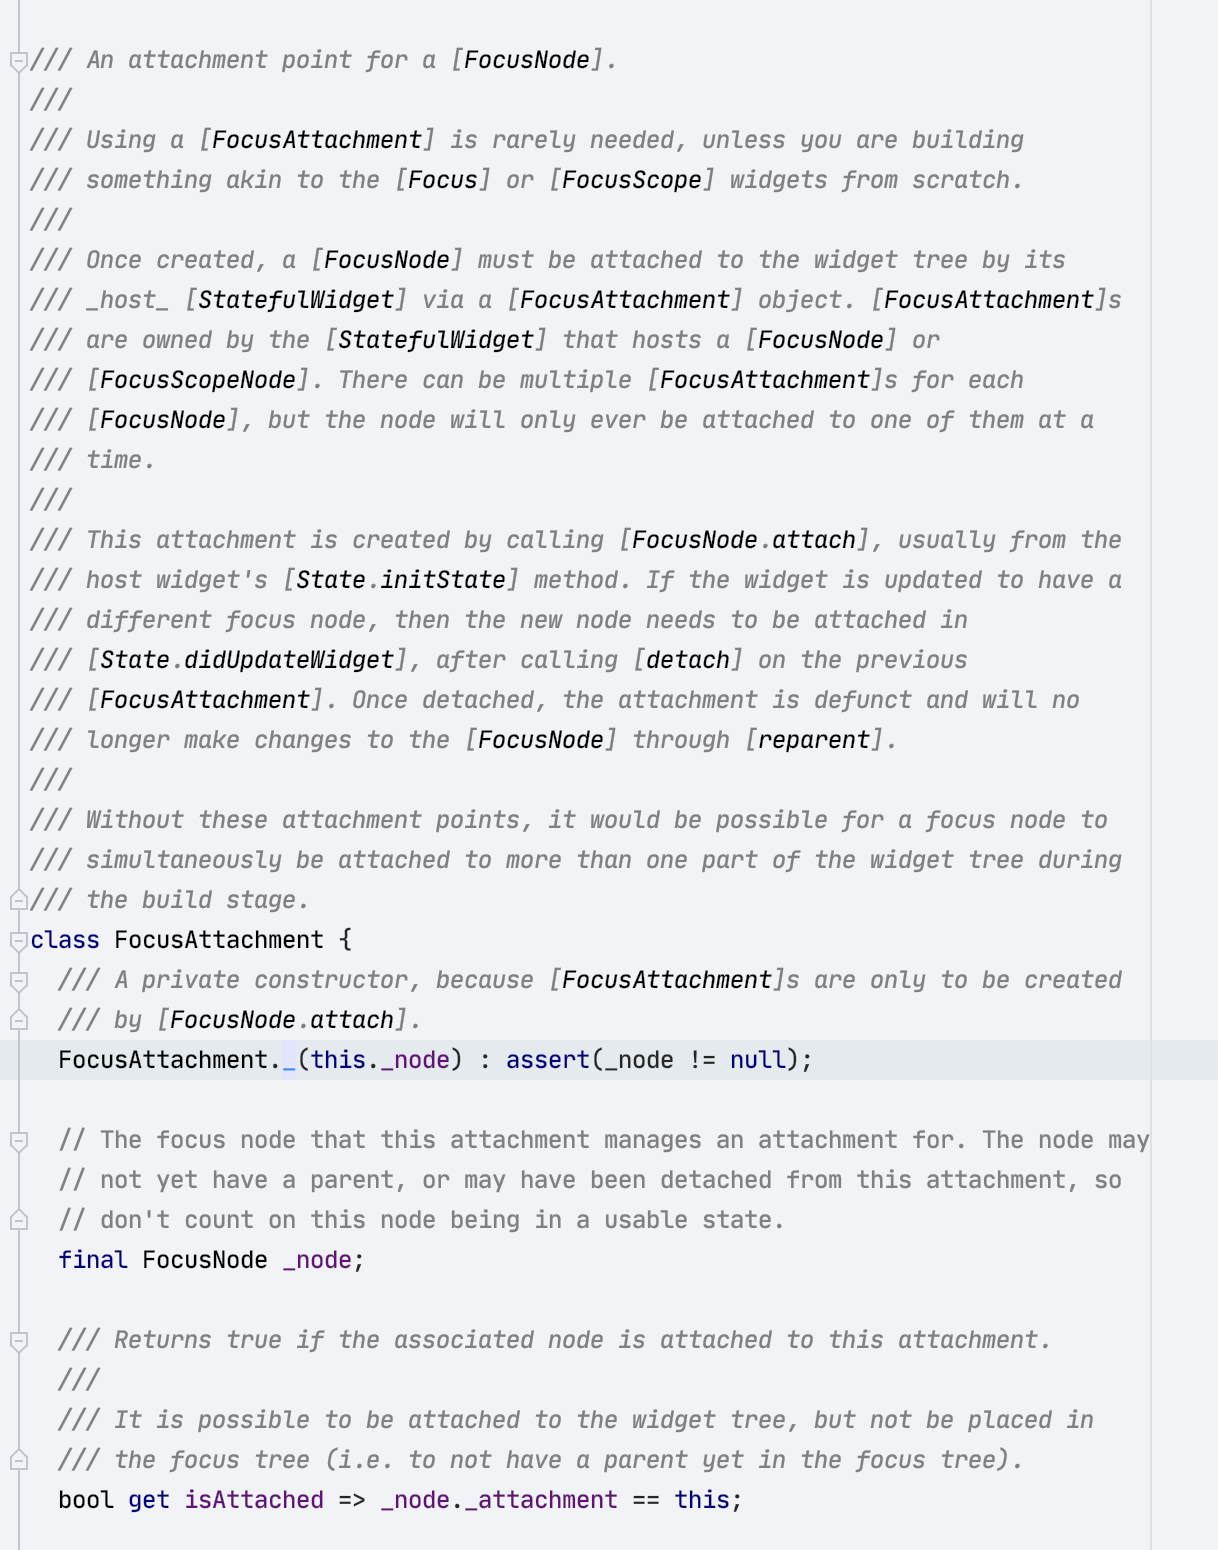 /// An attachment point for a [FocusNode].
///
/// Using a [FocusAttachment] is rarely needed, unless you are building
/// something akin to the [Focus] or [FocusScope] widgets from scratch.
///
/// Once created, a [FocusNode] must be attached to the widget tree by its
/// _host_ [StatefulWidget] via a [FocusAttachment] object. [FocusAttachment]s
/// are owned by the [StatefulWidget] that hosts a [FocusNode] or
/// [FocusScopeNode]. There can be multiple [FocusAttachment]s for each
/// [FocusNode], but the node will only ever be attached to one of them at a
/// time.
///
/// This attachment is created by calling [FocusNode.attach], usually from the
/// host widget's [State.initState] method. If the widget is updated to have a
/// different focus node, then the new node needs to be attached in
/// [State.didUpdateWidget], after calling [detach] on the previous
/// [FocusAttachment]. Once detached, the attachment is defunct and will no
/// longer make changes to the [FocusNode] through [reparent].
///
/// Without these attachment points, it would be possible for a focus node to
/// simultaneously be attached to more than one part of the widget tree during
/// the build stage.
class FocusAttachment {
  /// A private constructor, because [FocusAttachment]s are only to be created
  /// by [FocusNode.attach].
  FocusAttachment._(this._node) : assert(_node != null);

  // The focus node that this attachment manages an attachment for. The node may
  // not yet have a parent, or may have been detached from this attachment, so
  // don't count on this node being in a usable state.
  final FocusNode _node;

  /// Returns true if the associated node is attached to this attachment.
  ///
  /// It is possible to be attached to the widget tree, but not be placed in
  /// the focus tree (i.e. to not have a parent yet in the focus tree).
  bool get isAttached => _node._attachment == this;